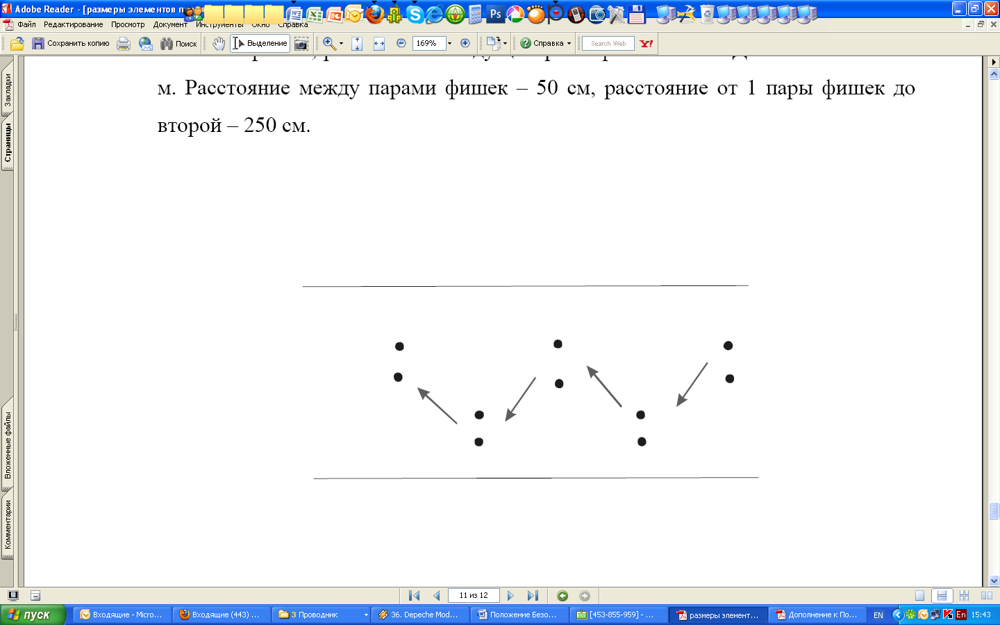 Adobe Reader - [размеры элементов п
Файл Редактирование Просмотр Документ Инструменты Окно Справка
Сохранить копию Поиск Выделение 169% Справка Search Web Y!
м. Расстояние между парами фишек – 50 см, расстояние от 1 пары фишек до
второй – 250 см.
Закладки
Страницы
Вложенные файлы
Комментарии
11 из 12
пуск Входящие - Micro... Входящие (443) ... 3 Проводник 36. Depeche Mod... Положение Безо... [453-855-959] - ... размеры элемент... Дополнение к По... EN En 15:43